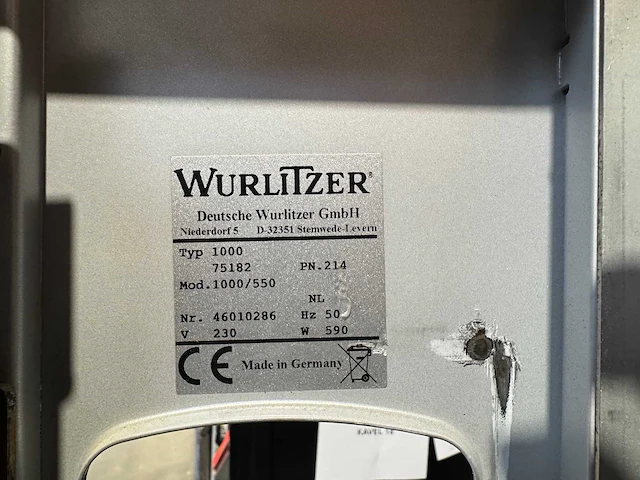 WURLITZER®
Deutsche Wurlitzer GmbH
Niederdorf 5 D-32351 Stemwede-Levern
Typ 1000
75182 PN.214
Mod.1000/550
NL
Nr. 46010286 Hz 50
V 230 W 590
CE Made in Germany